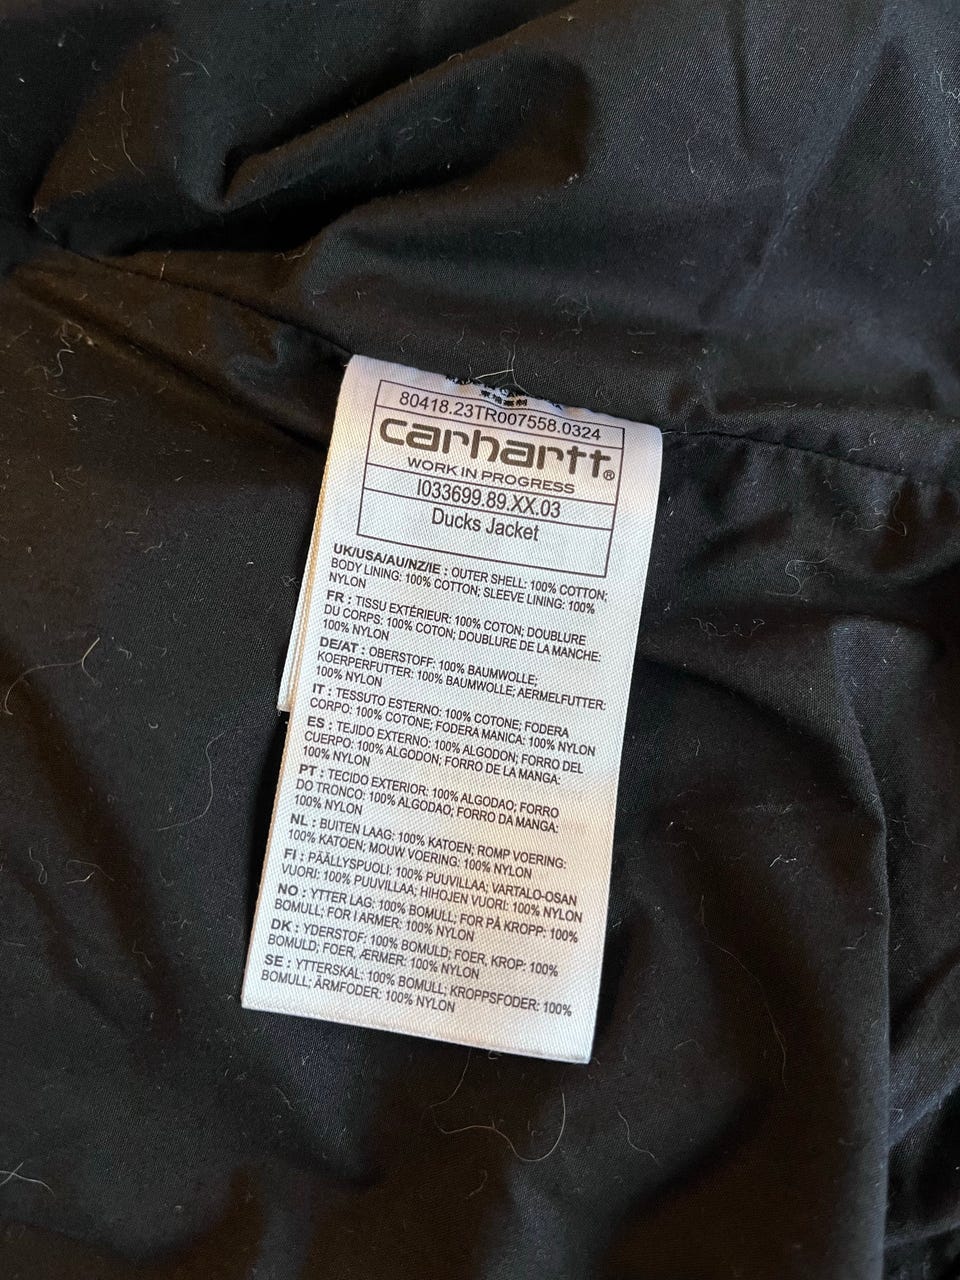 80418.23TR007558.0324
carhartt®
WORK IN PROGRESS
I033699.89.XX.03
Ducks Jacket
UK/USA/AU/NZ/IE : OUTER SHELL: 100% COTTON;
BODY LINING: 100% COTTON; SLEEVE LINING: 100%
NYLON
FR : TISSU EXTÉRIEUR: 100% COTON; DOUBLURE
DU CORPS: 100% COTON; DOUBLURE DE LA MANCHE:
100% NYLON
DE/AT : OBERSTOFF: 100% BAUMWOLLE;
KOERPERFUTTER: 100% BAUMWOLLE; AERMELFUTTER:
100% NYLON
IT : TESSUTO ESTERNO: 100% COTONE; FODERA
CORPO: 100% COTONE; FODERA MANICA: 100% NYLON
ES : TEJIDO EXTERNO: 100% ALGODON; FORRO DEL
CUERPO: 100% ALGODON; FORRO DE LA MANGA:
100% NYLON
PT : TECIDO EXTERIOR: 100% ALGODAO; FORRO
DO TRONCO: 100% ALGODAO; FORRO DA MANGA:
100% NYLON
NL : BUITEN LAAG: 100% KATOEN; ROMP VOERING:
100% KATOEN; MOUW VOERING: 100% NYLON
FI : PÄÄLLYSPUOLI: 100% PUUVILLAA; VARTALO-OSAN
VUORI: 100% PUUVILLAA; HIHOJEN VUORI: 100% NYLON
NO : YTTER LAG: 100% BOMULL; FOR PÅ KROPP: 100%
BOMULL; FOR I ARMER: 100% NYLON
DK : YDERSTOF: 100% BOMULD; FOER, KROP: 100%
BOMULD; FOER, ÆRMER: 100% NYLON
SE : YTTERSKAL: 100% BOMULL; KROPPSFODER: 100%
BOMULL; ÄRMFODER: 100% NYLON